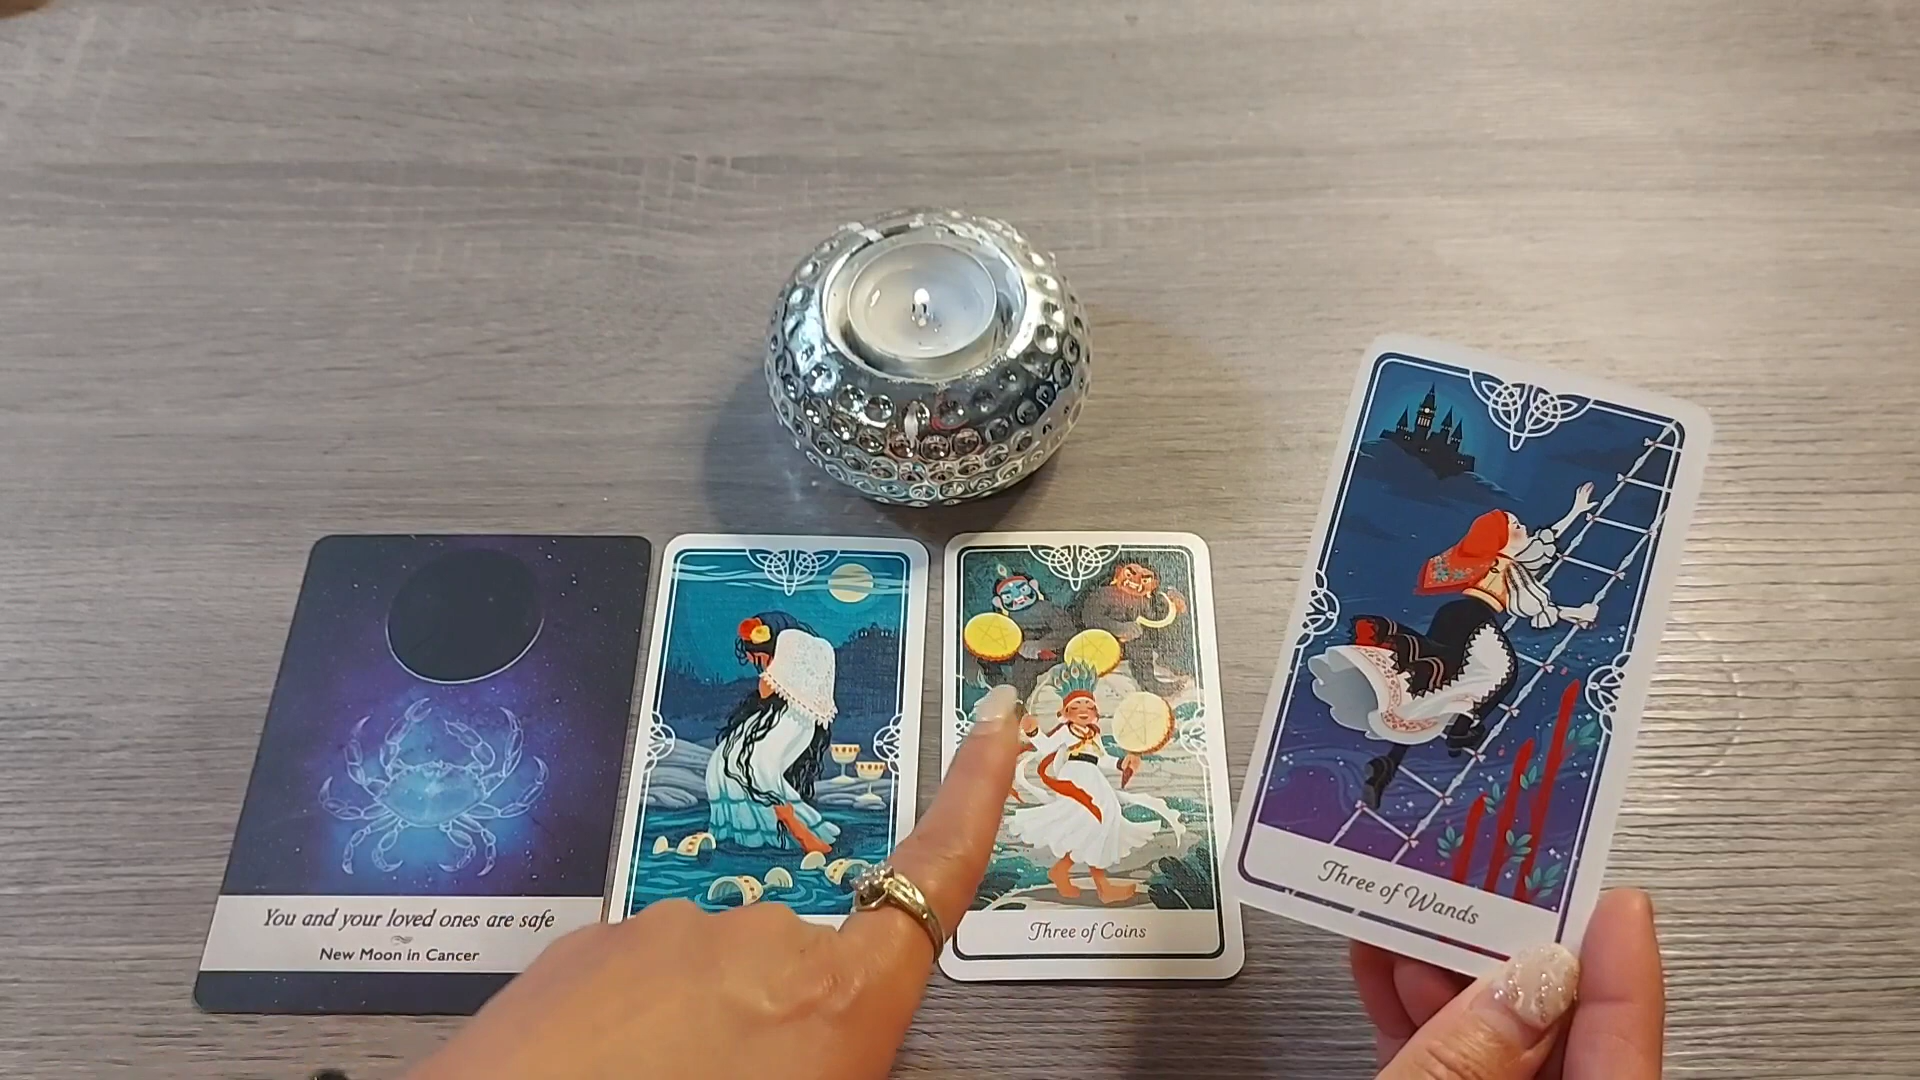 You and your loved ones are safe
New Moon in Cancer
Three of Coins
Three of Wands